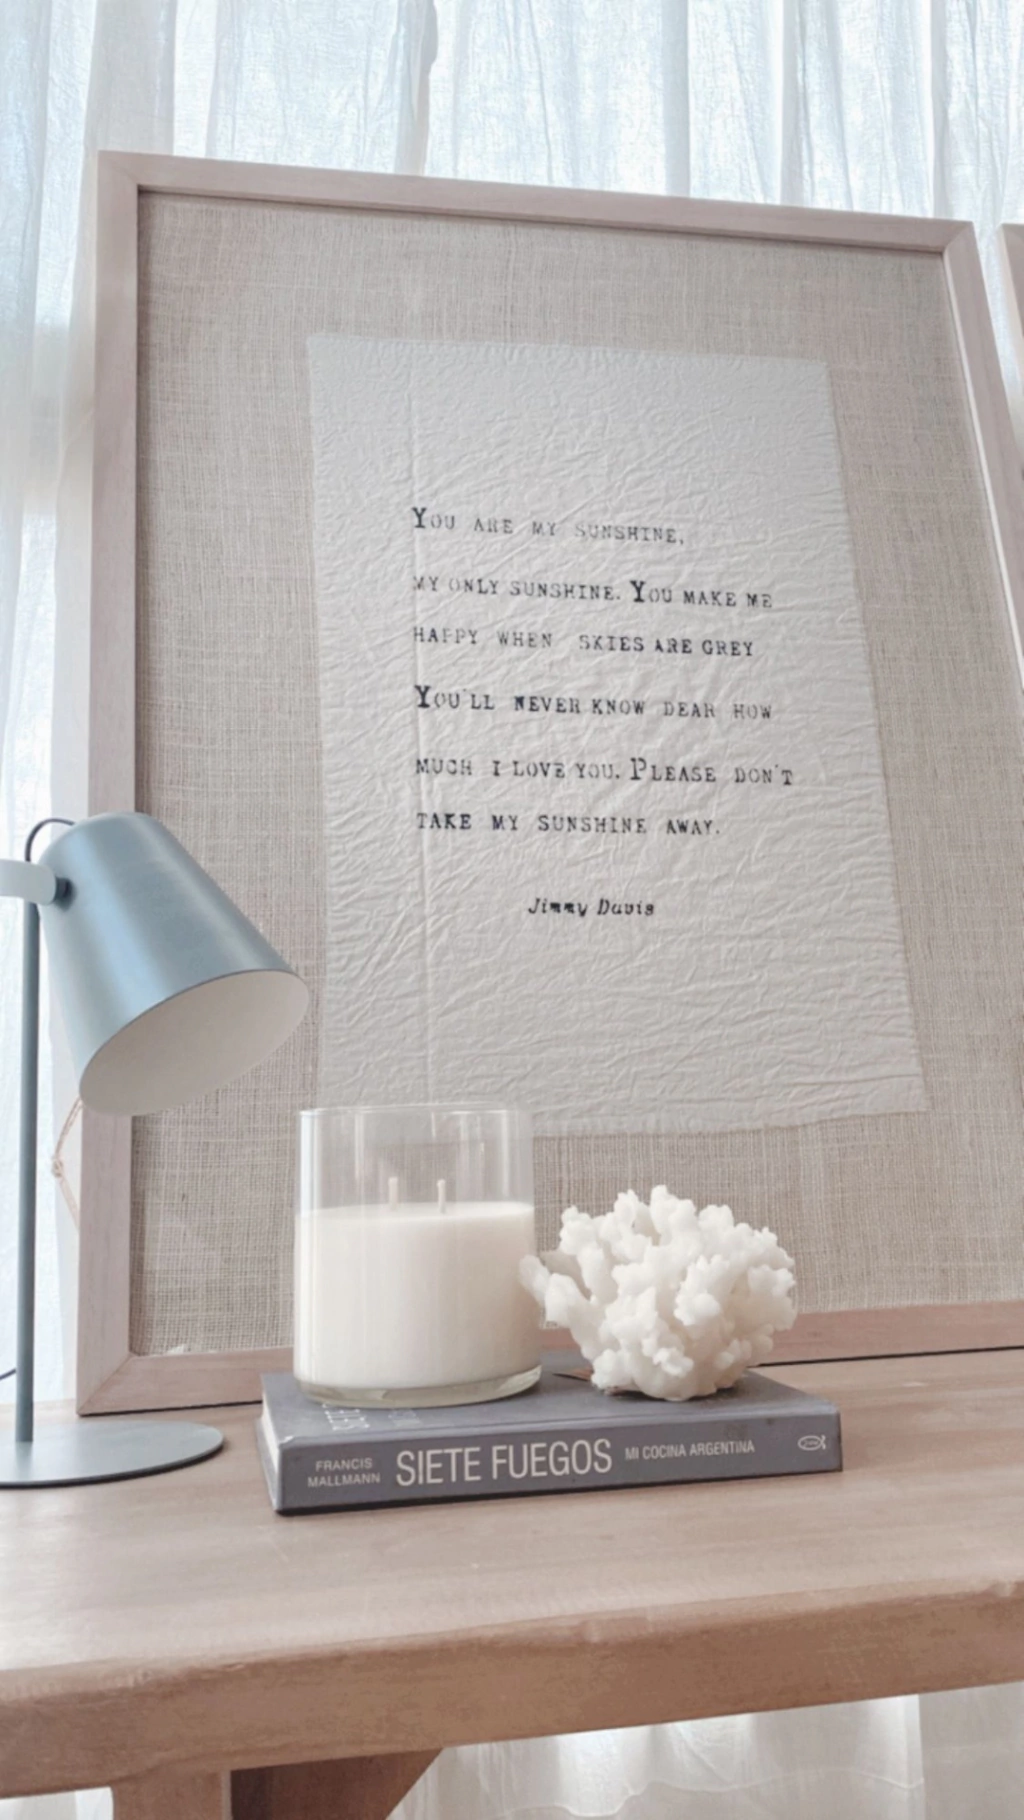 You are my sunshine,
my only sunshine. You make me
happy when skies are grey
You'll never know dear how
much i love you. Please don't
take my sunshine away.
Jimmy Davis
FRANCIS
MALLMANN
SIETE FUEGOS
MI COCINA ARGENTINA